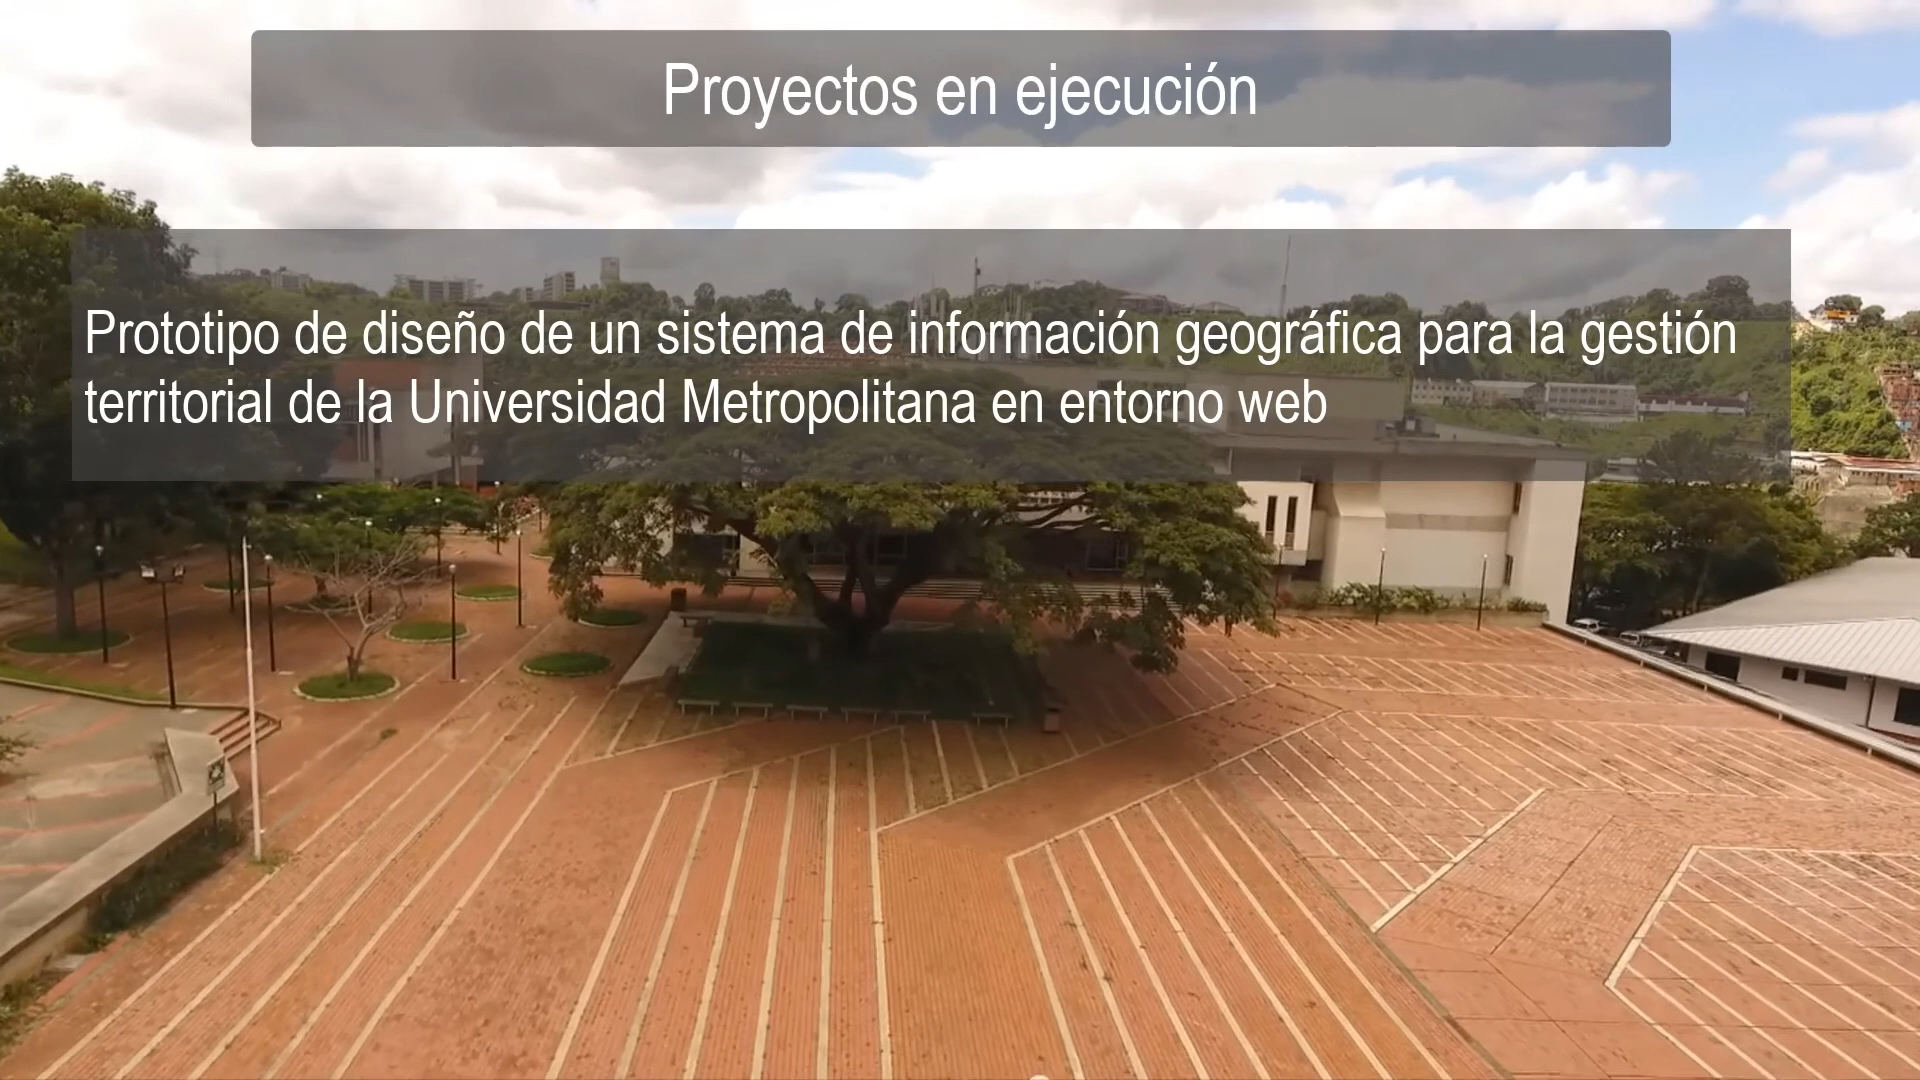 Proyectos en ejecución
Prototipo de diseño de un sistema de información geográfica para la gestión
territorial de la Universidad Metropolitana en entorno web